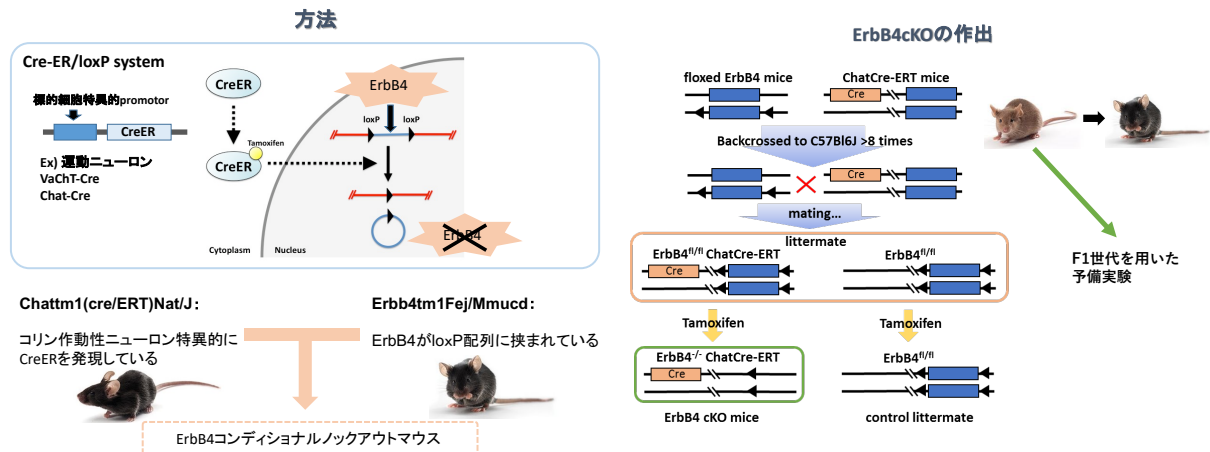 方法
Cre-ER/loxP system
標的細胞特異的promotor
CreER
Ex) 運動ニューロン
VaChT-Cre
Chat-Cre
CreER
Tamoxifen
CreER
ErbB4
loxP
loxP
ErbB4
Cytoplasm
Nucleus
Chattm1(cre/ERT)Nat/J：
コリン作動性ニューロン特異的に
CreERを発現している
Erbb4tm1Fej/Mmucd：
ErbB4がloxP配列に挟まれている
ErbB4コンディショナルノックアウトマウス
ErbB4cKOの作出
floxed ErbB4 mice
ChatCre-ERT mice
Cre
Backcrossed to C57Bl6J >8 times
Cre
mating...
littermate
ErbB4fl/fl ChatCre-ERT
ErbB4fl/fl
Cre
Tamoxifen
Tamoxifen
ErbB4-/- ChatCre-ERT
ErbB4fl/fl
Cre
ErbB4 cKO mice
control littermate
F1世代を用いた
予備実験